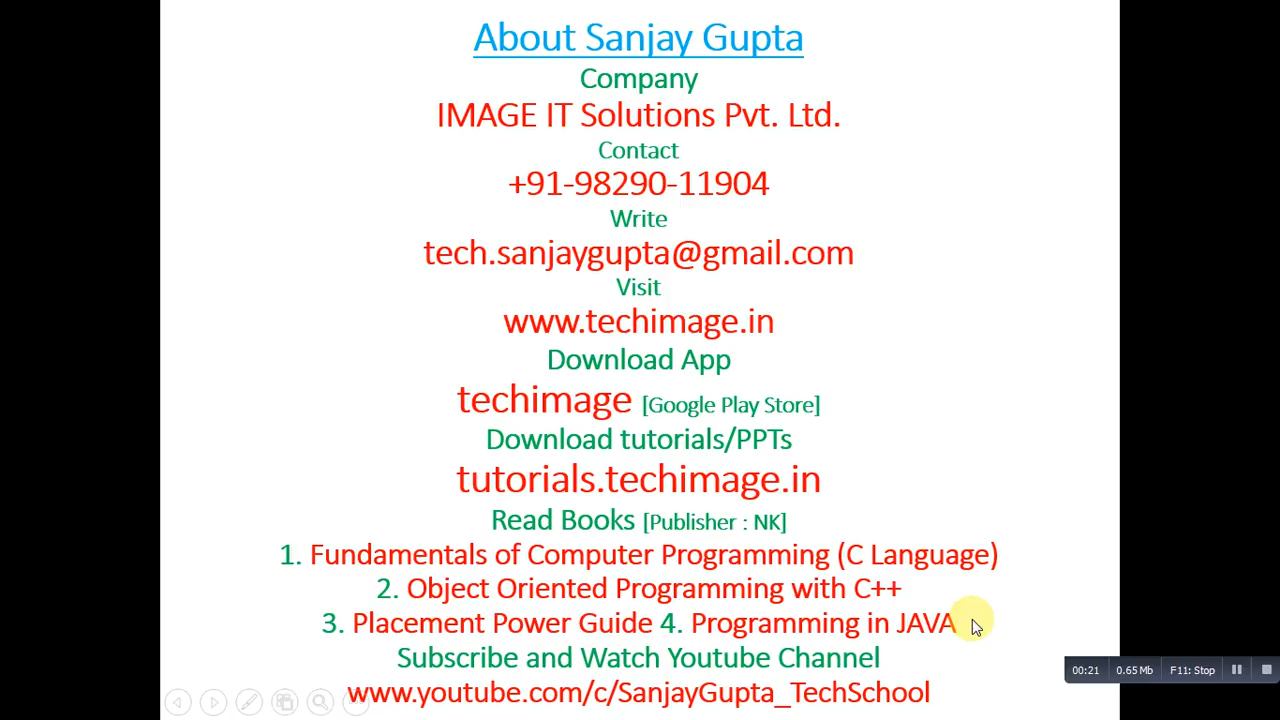 About Sanjay Gupta
Company
IMAGE IT Solutions Pvt. Ltd.
Contact
+91-98290-11904
Write
tech.sanjaygupta@gmail.com
Visit
www.techimage.in
Download App
techimage [Google Play Store]
Download tutorials/PPTs
tutorials.techimage.in
Read Books [Publisher : NK]
1. Fundamentals of Computer Programming (C Language)
2. Object Oriented Programming with C++
3. Placement Power Guide 4. Programming in JAVA
Subscribe and Watch Youtube Channel
www.youtube.com/c/SanjayGupta_TechSchool
00:21 0.65 Mb F11: Stop